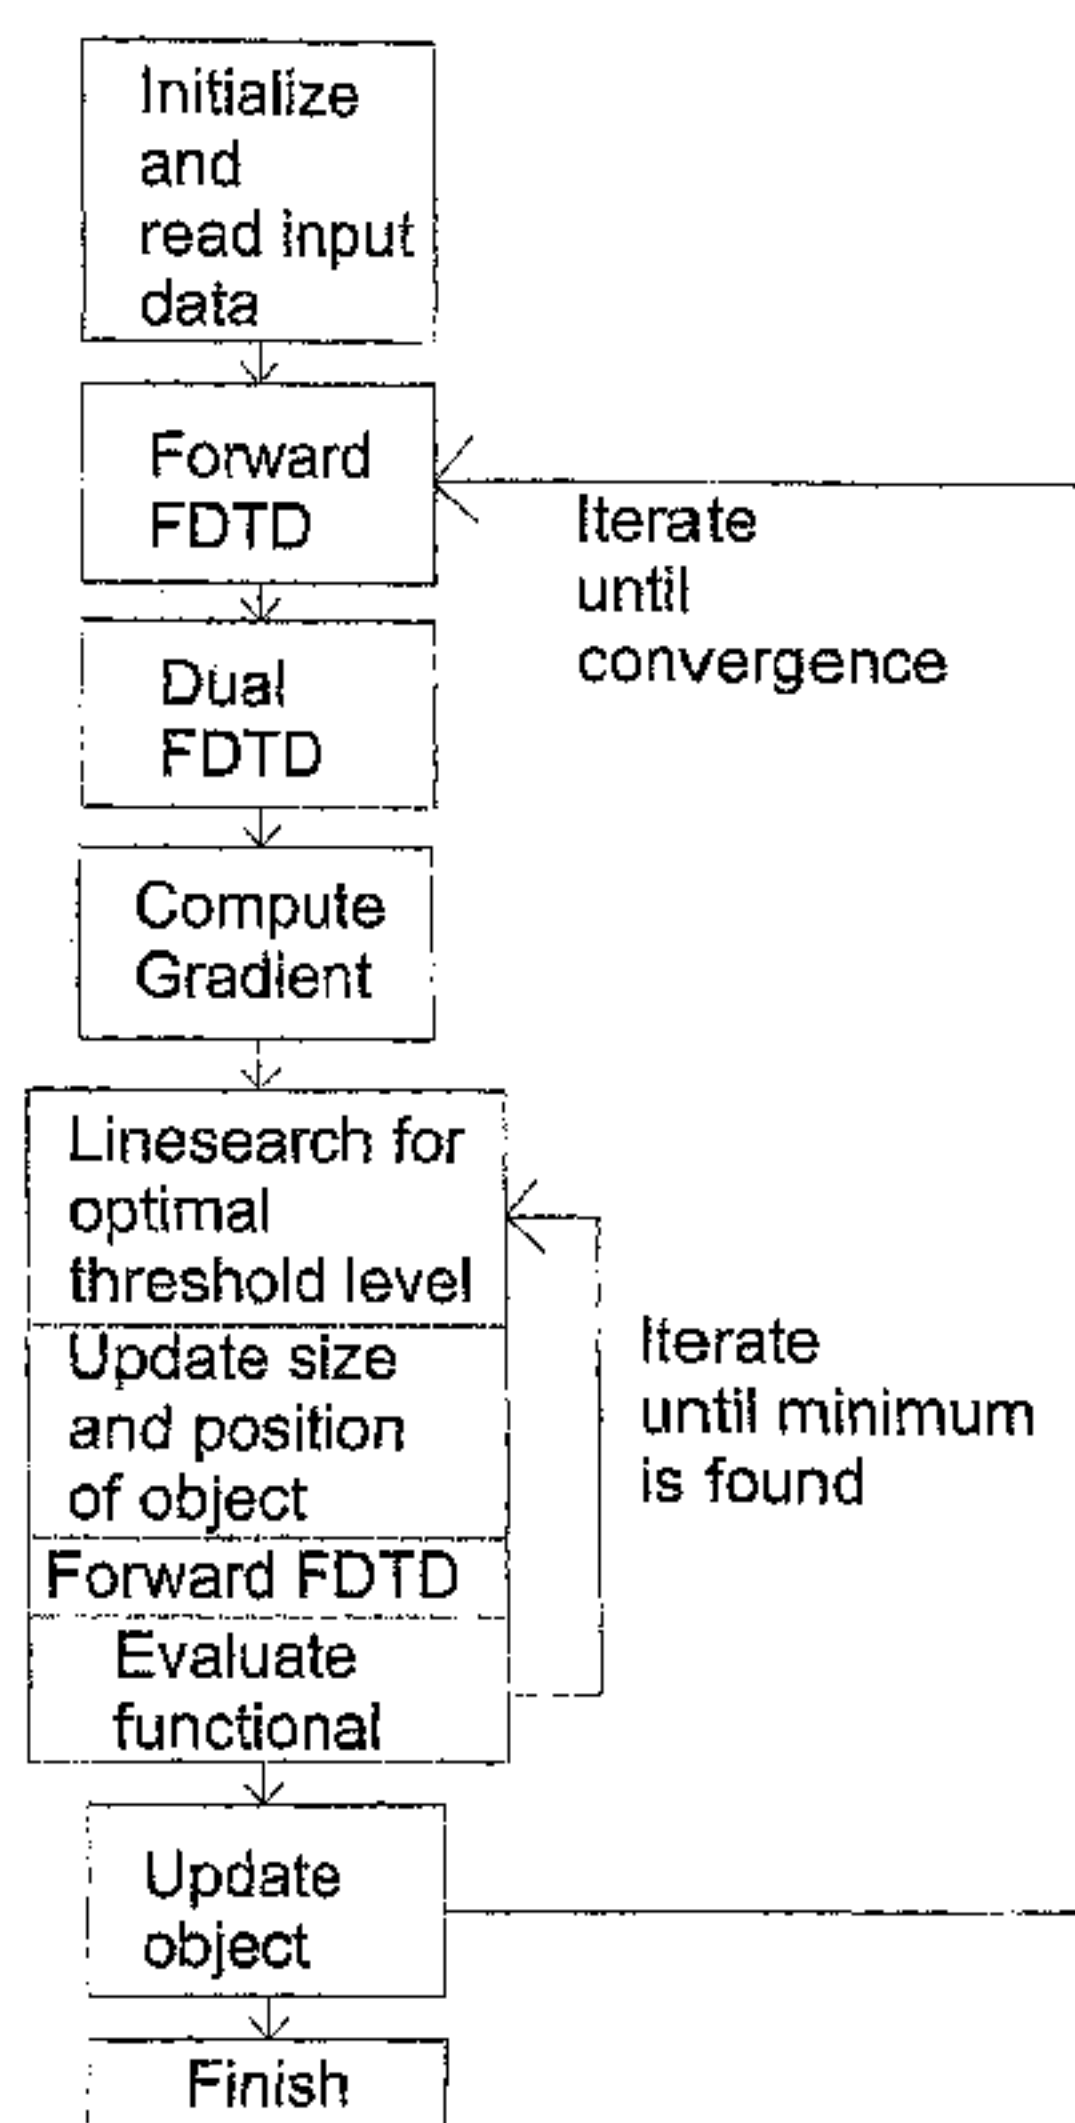 Initialize
and
read input
data
Forward
FDTD
Iterate
until
convergence
Dual
FDTD
Compute
Gradient
Linesearch for
optimal
threshold level
Update size
and position
of object
Forward FDTD
Evaluate
functional
Iterate
until minimum
is found
Update
object
Finish